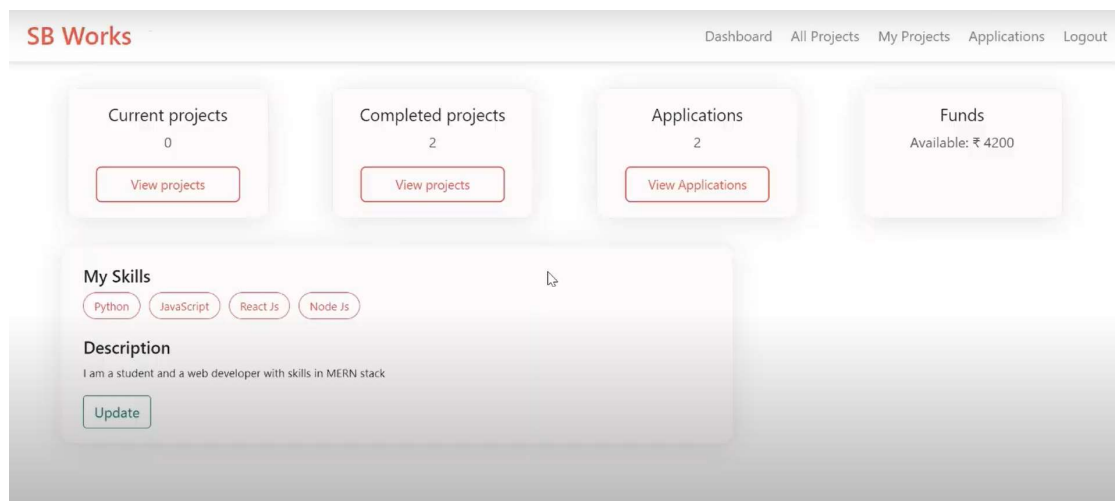 SB Works
Dashboard All Projects My Projects Applications Logout
Current projects
0
View projects
Completed projects
2
View projects
Applications
2
View Applications
Funds
Available: ₹ 4200
My Skills
Python JavaScript React Js Node Js
Description
I am a student and a web developer with skills in MERN stack
Update